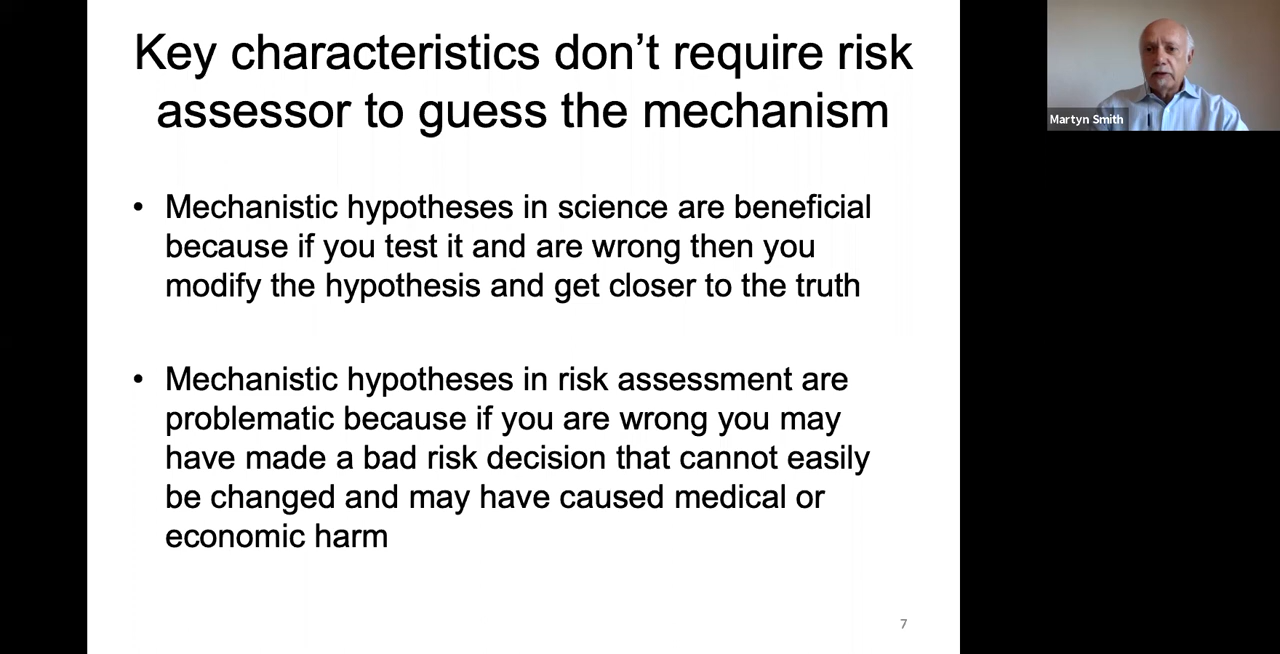 Key characteristics don’t require risk
assessor to guess the mechanism
• Mechanistic hypotheses in science are beneficial
because if you test it and are wrong then you
modify the hypothesis and get closer to the truth
• Mechanistic hypotheses in risk assessment are
problematic because if you are wrong you may
have made a bad risk decision that cannot easily
be changed and may have caused medical or
economic harm
7
Martyn Smith